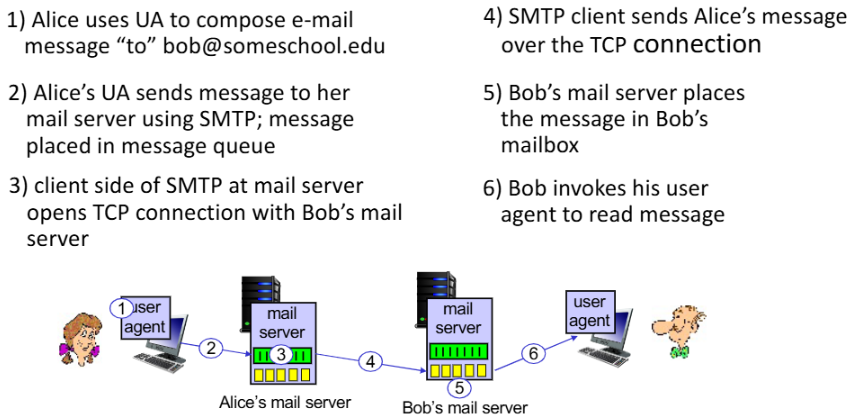 1) Alice uses UA to compose e-mail
message “to” bob@someschool.edu
2) Alice’s UA sends message to her
mail server using SMTP; message
placed in message queue
3) client side of SMTP at mail server
opens TCP connection with Bob’s mail
server
4) SMTP client sends Alice’s message
over the TCP connection
5) Bob’s mail server places
the message in Bob’s
mailbox
6) Bob invokes his user
agent to read message
1
user
agent
2
mail
server
3
4
mail
server
5
6
user
agent
Alice’s mail server
Bob’s mail server